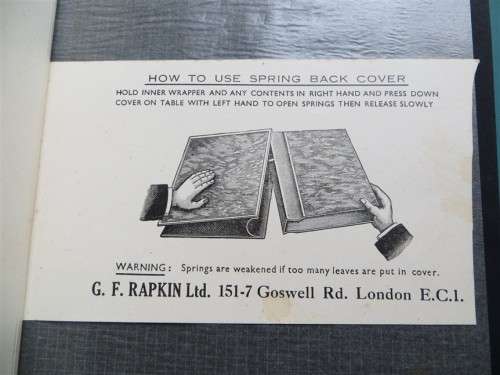 HOW TO USE SPRING BACK COVER
HOLD INNER WRAPPER AND ANY CONTENTS IN RIGHT HAND AND PRESS DOWN
COVER ON TABLE WITH LEFT HAND TO OPEN SPRINGS THEN RELEASE SLOWLY
WARNING: Springs are weakened if too many leaves are put in cover.
G. F. RAPKIN Ltd. 151-7 Goswell Rd. London E.C.1.